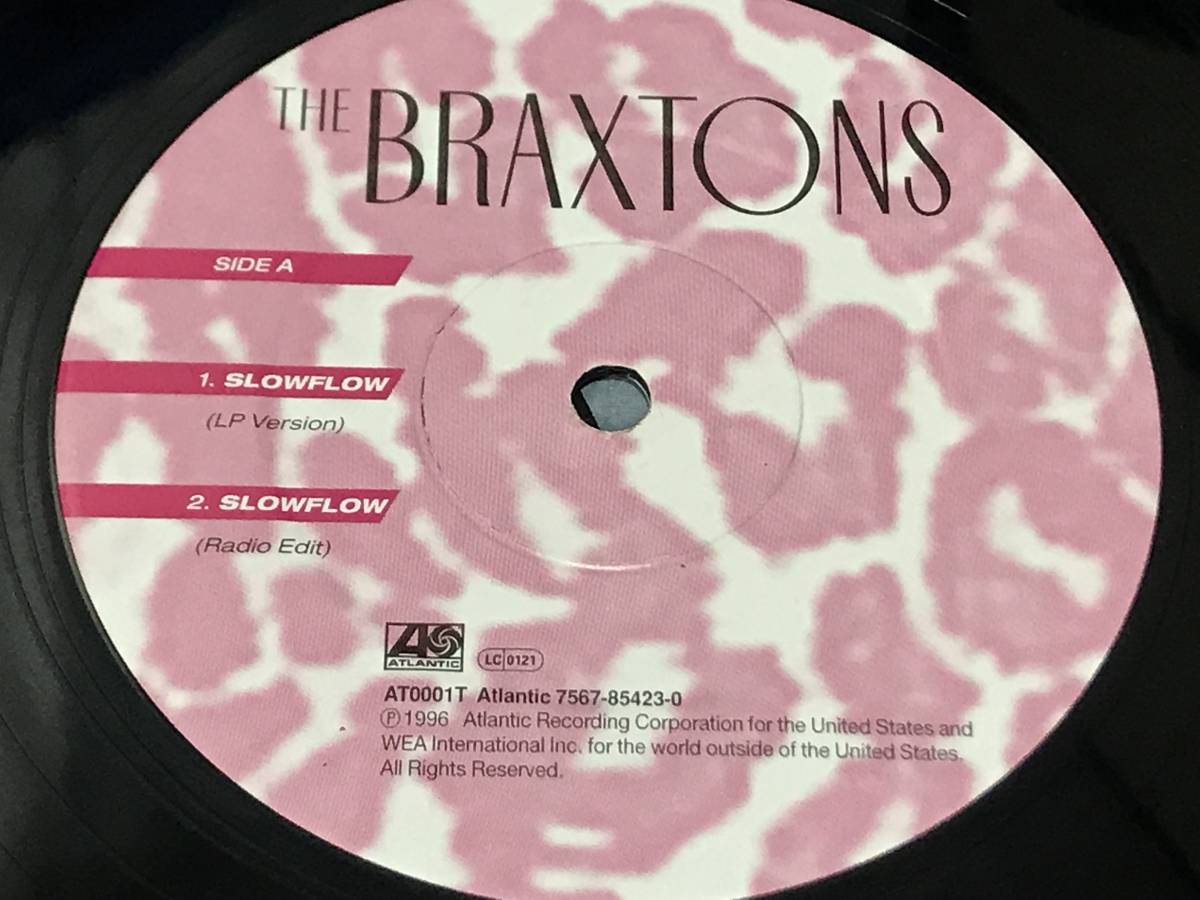 THE BRAXTONS
SIDE A
1. SLOWFLOW
(LP Version)
2. SLOWFLOW
(Radio Edit)
ATLANTIC
LC 0121
AT0001T Atlantic 7567-85423-0
℗1996 Atlantic Recording Corporation for the United States and
WEA International Inc. for the world outside of the United States.
All Rights Reserved.